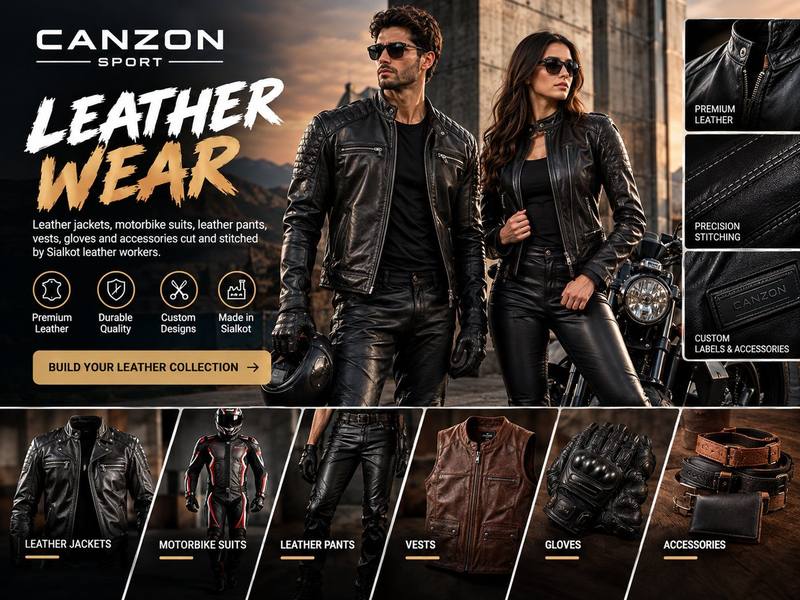 CANZON
SPORT
LEATHER
WEAR
Leather jackets, motorbike suits, leather pants,
vests, gloves and accessories cut and stitched
by Sialkot leather workers.
Premium
Leather
Durable
Quality
Custom
Designs
Made in
Sialkot
BUILD YOUR LEATHER COLLECTION →
PREMIUM
LEATHER
PRECISION
STITCHING
CANZON
CUSTOM
LABELS & ACCESSORIES
LEATHER JACKETS
MOTORBIKE SUITS
LEATHER PANTS
VESTS
GLOVES
ACCESSORIES